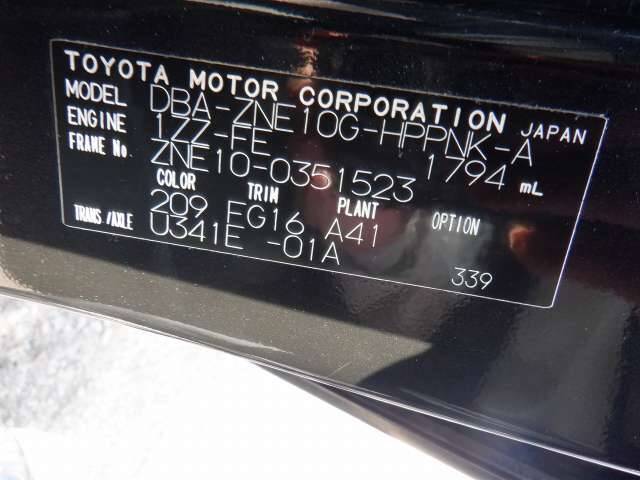 TOYOTA MOTOR CORPORATION JAPAN
MODEL DBA-ZNE10G-HPPNK-A
ENGINE 1ZZ-FE 1794 mL
FRAME No. ZNE10-0351523
COLOR TRIM PLANT OPTION
209 FG16 A41
TRANS./AXLE U341E -01A
339